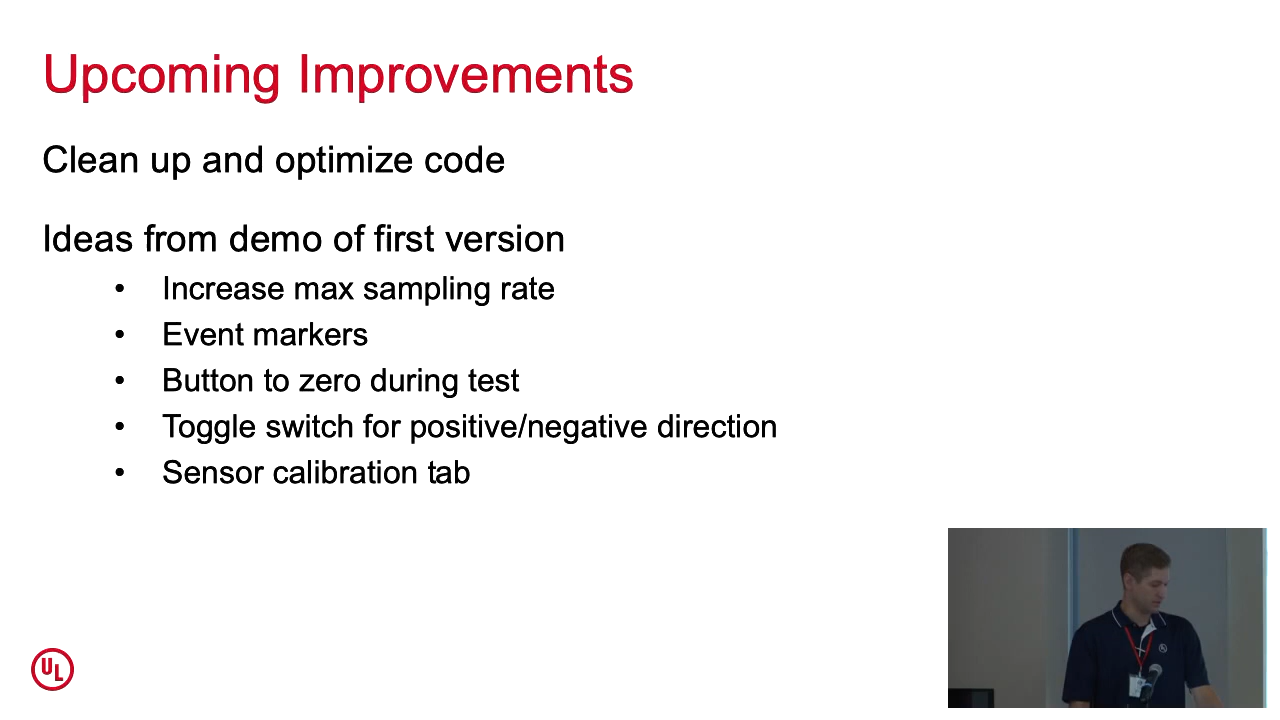 Upcoming Improvements
Clean up and optimize code
Ideas from demo of first version
• Increase max sampling rate
• Event markers
• Button to zero during test
• Toggle switch for positive/negative direction
• Sensor calibration tab
UL